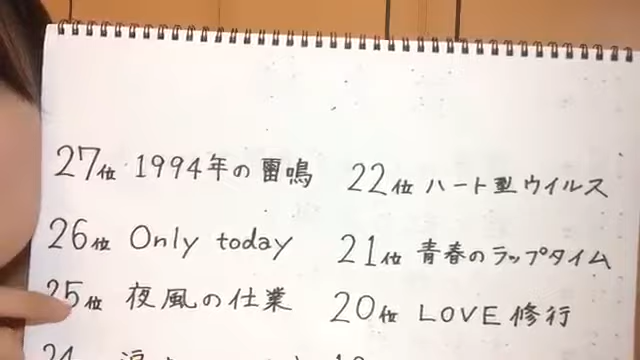 27位 1994年の雷鳴
26位 Only today
25位 夜風の仕業
24
22位 ハート型ウイルス
21位 青春のラップタイム
20位 LOVE修行